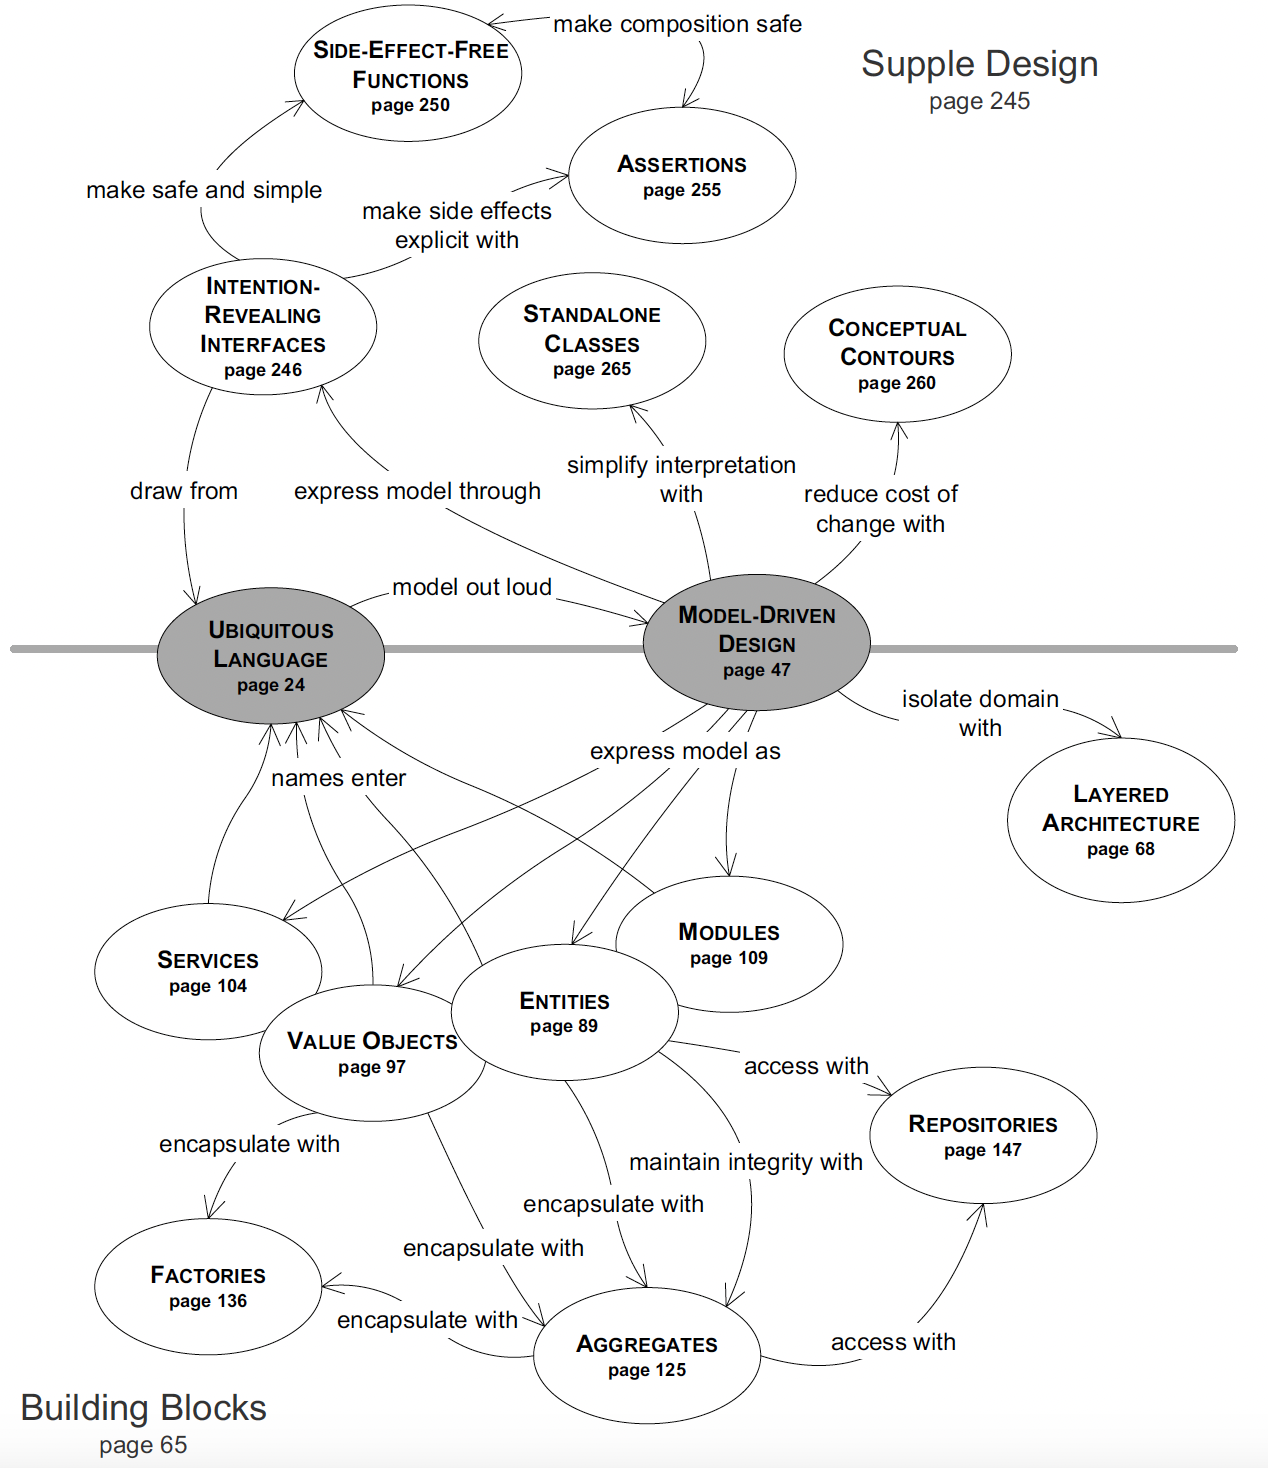 make composition safe
SIDE-EFFECT-FREE
FUNCTIONS
page 250
Supple Design
page 245
ASSERTIONS
page 255
make safe and simple
make side effects
explicit with
INTENTION-
REVEALING
INTERFACES
page 246
STANDALONE
CLASSES
page 265
CONCEPTUAL
CONTOURS
page 260
draw from
express model through
simplify interpretation
with
reduce cost of
change with
model out loud
UBIQUITOUS
LANGUAGE
page 24
MODEL-DRIVEN
DESIGN
page 47
isolate domain
with
names enter
express model as
LAYERED
ARCHITECTURE
page 68
SERVICES
page 104
MODULES
page 109
ENTITIES
page 89
VALUE OBJECTS
page 97
access with
REPOSITORIES
page 147
encapsulate with
maintain integrity with
encapsulate with
encapsulate with
FACTORIES
page 136
encapsulate with
AGGREGATES
page 125
access with
Building Blocks
page 65